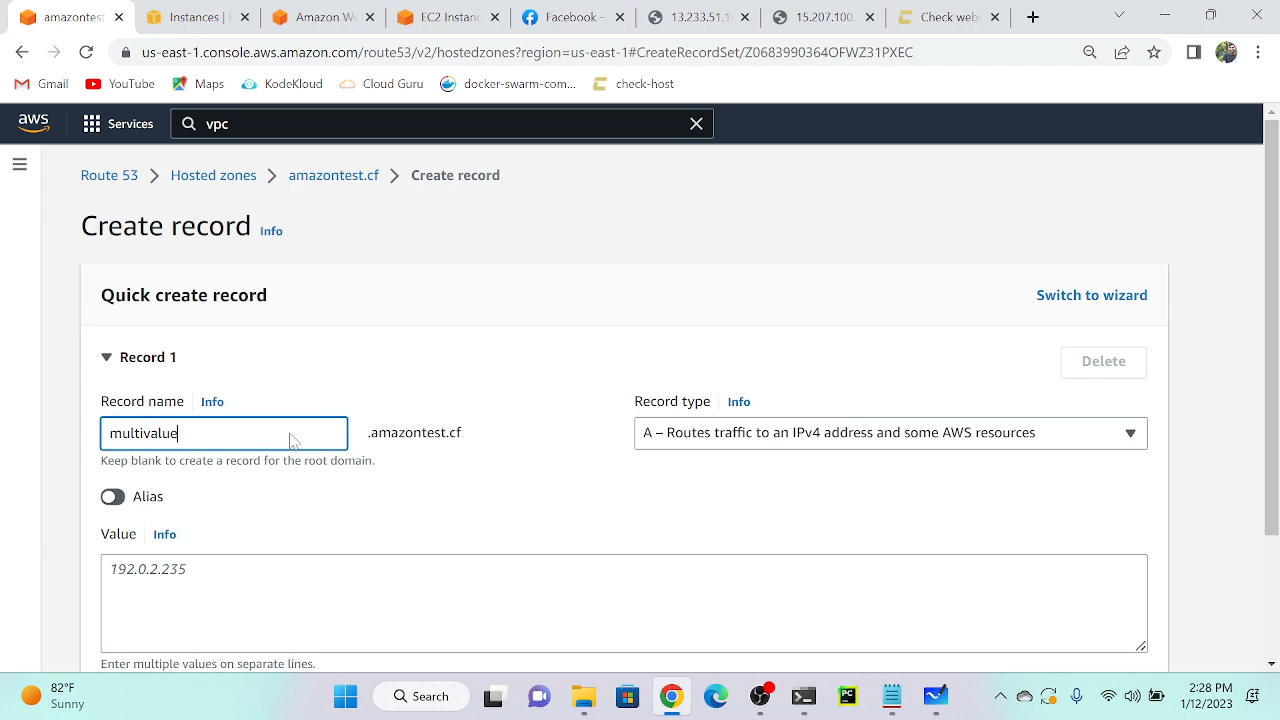 amazontest
Instances |
Amazon W
EC2 In
Facebook –
13.233.51
51.207.100.
Check web
us-east-1.console.aws.amazon.com/route53/v2/hostedzones?region=us-east-1#CreateRecordSet/Z0683990364OFWZ31PXEC
Gmail
YouTube
Maps
KodeKloud
Cloud Guru
docker-swarm-com...
check-host
aws
Services
vpc
Route 53 > Hosted zones > amazontest.cf > Create record
Create record Info
Quick create record
Switch to wizard
Record 1
Delete
Record name Info
Record type Info
multivalue
.amazontest.cf
A – Routes traffic to an IPv4 address and some AWS resources
Keep blank to create a record for the root domain.
Alias
Value Info
192.0.2.235
Enter multiple values on separate lines.
82°F
Sunny
Search
PC
2:28 PM
1/12/2023